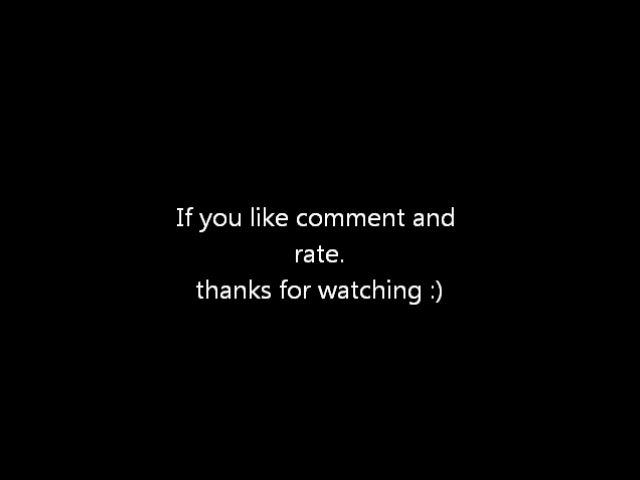 If you like comment and
rate.
thanks for watching :)